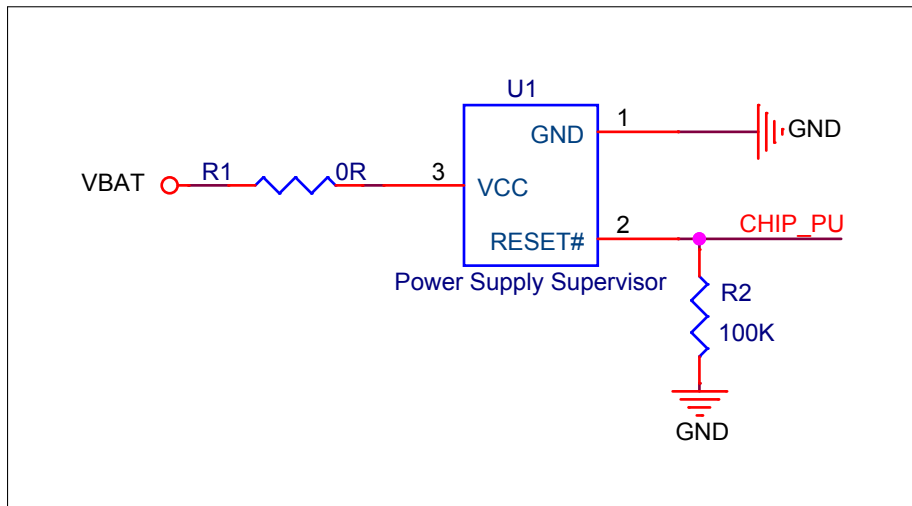 U1
1
GND
GND
VBAT
R1
0R
3
VCC
2
CHIP_PU
RESET#
Power Supply Supervisor
R2
100K
GND